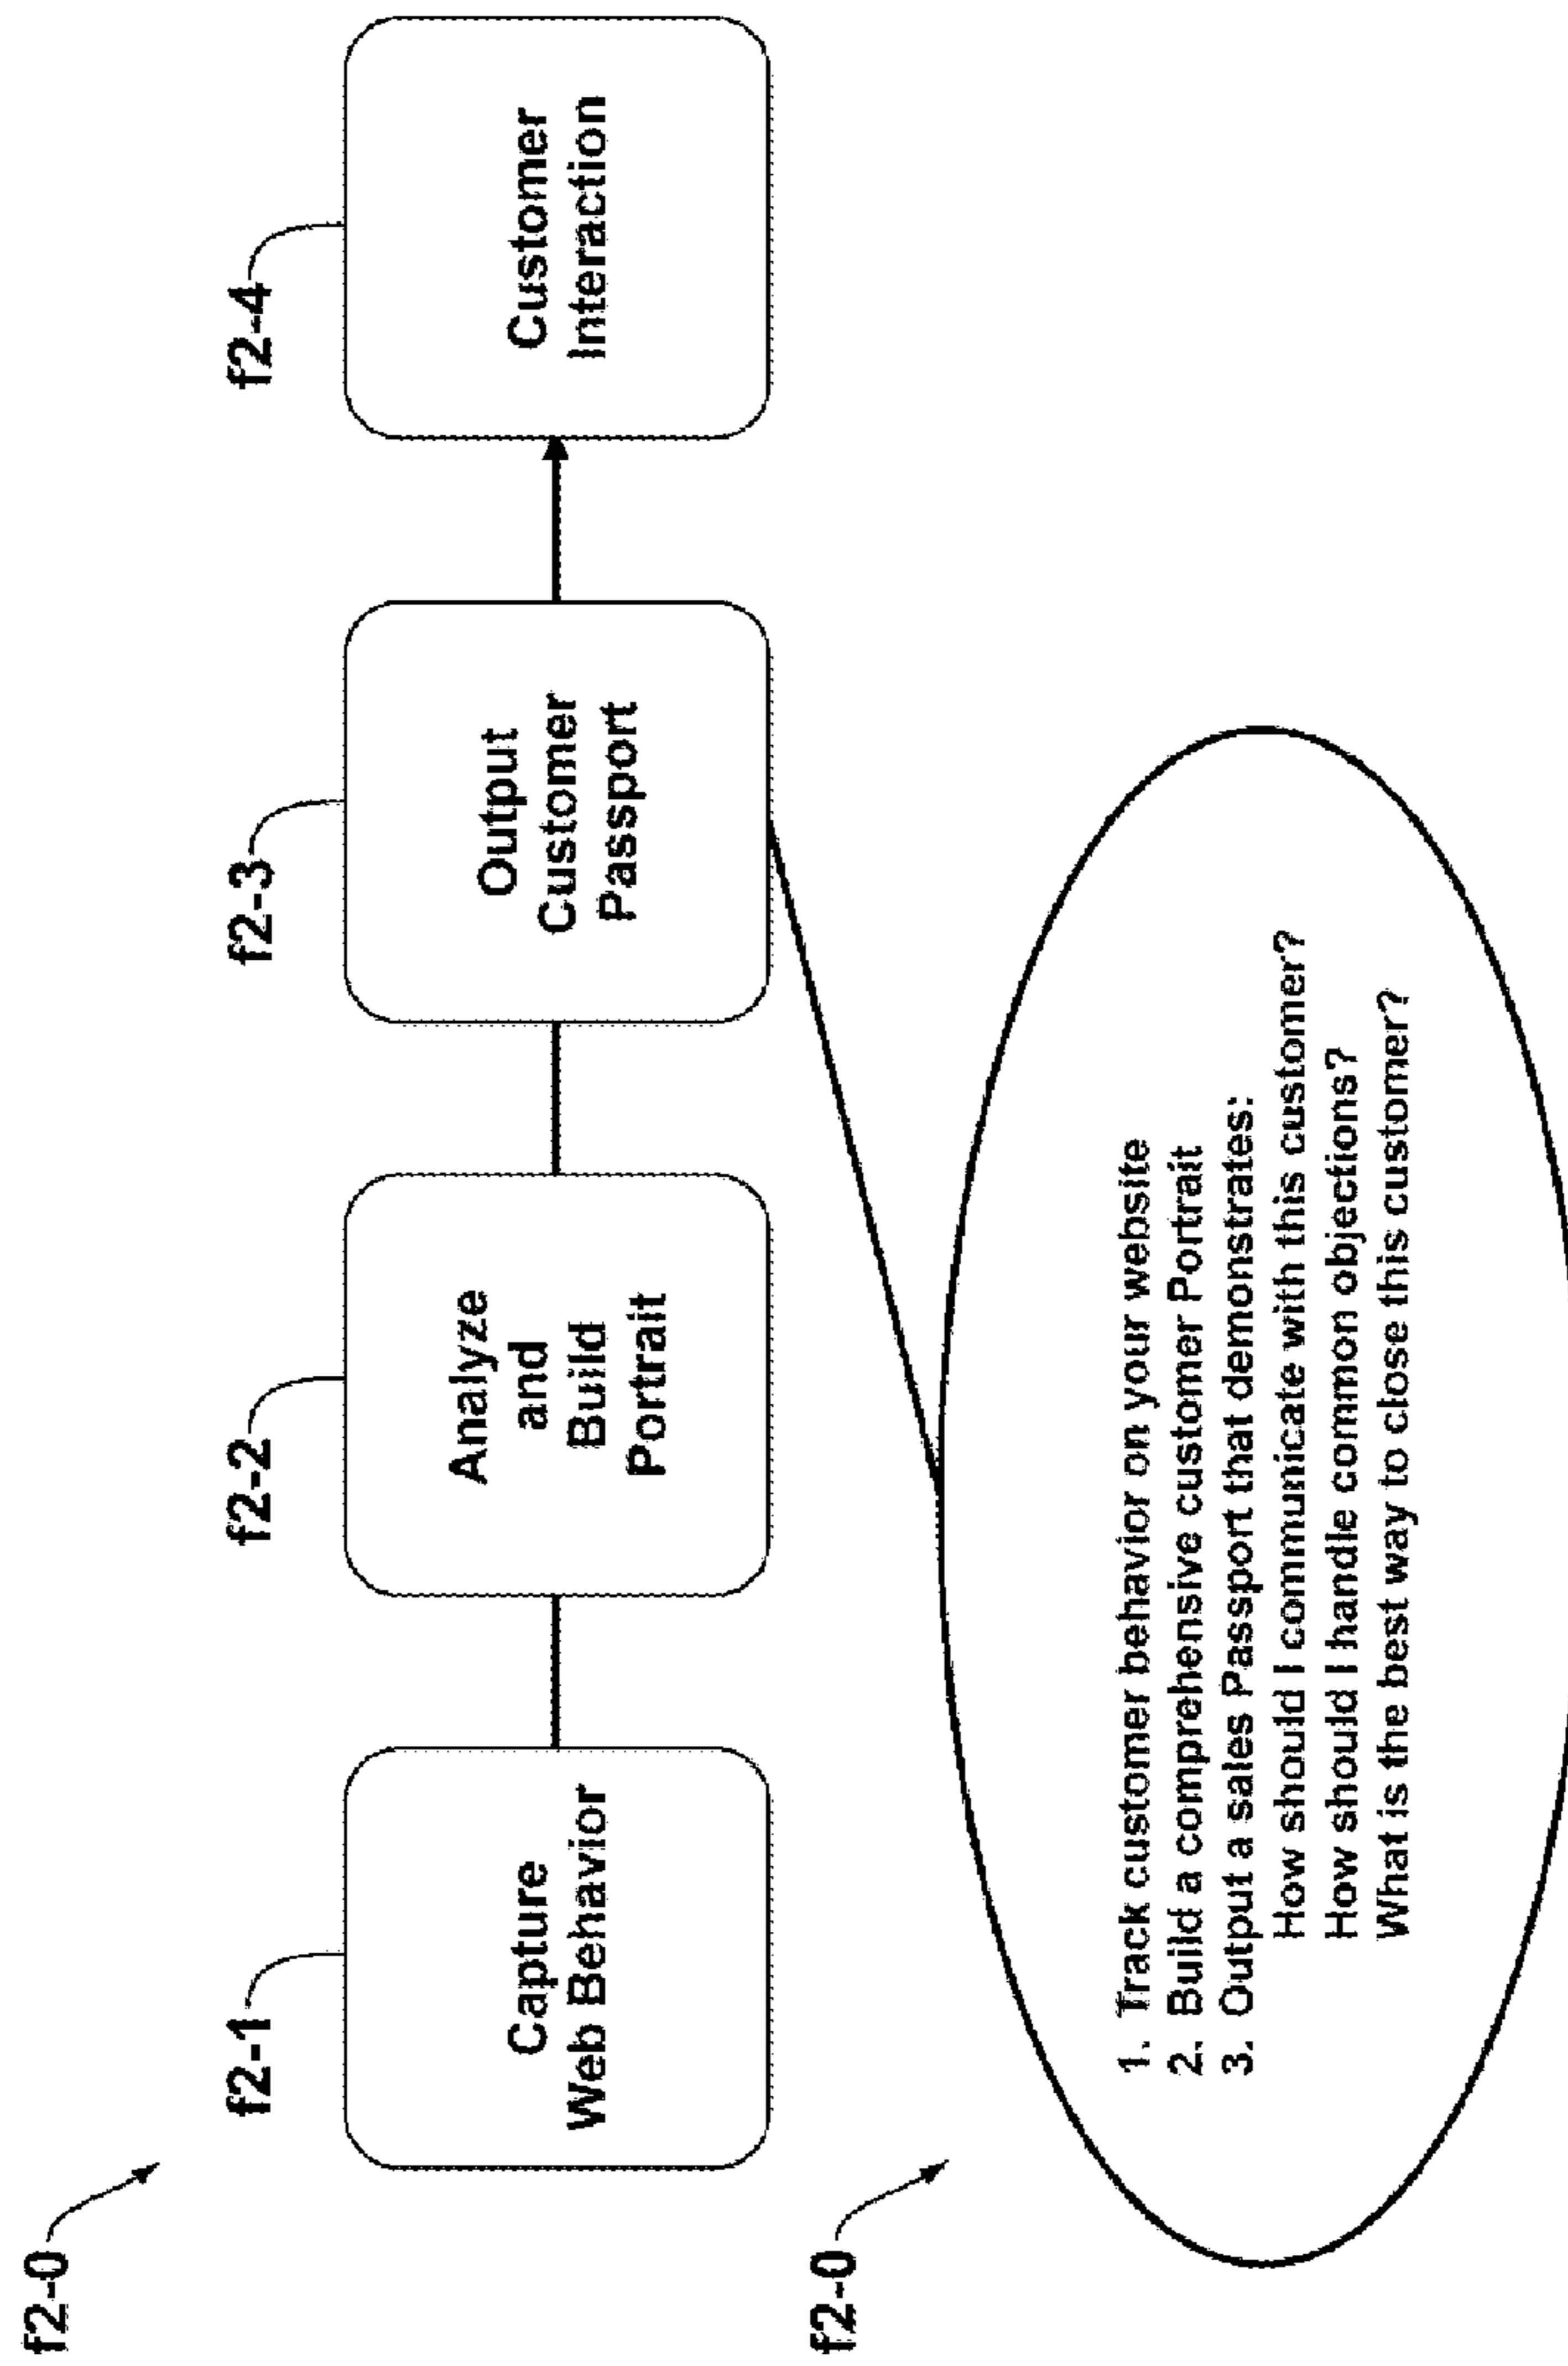 f2-0
f2-1
f2-2
f2-3
f2-4
Capture
Web Behavior
Analyze
and
Build
Portrait
Output
Customer
Passport
Customer
Interaction
f2-0
1. Track customer behavior on your website
2. Build a comprehensive customer Portrait
3. Output a sales Passport that demonstrates:
How should I communicate with this customer?
How should I handle common objections?
What is the best way to close this customer?